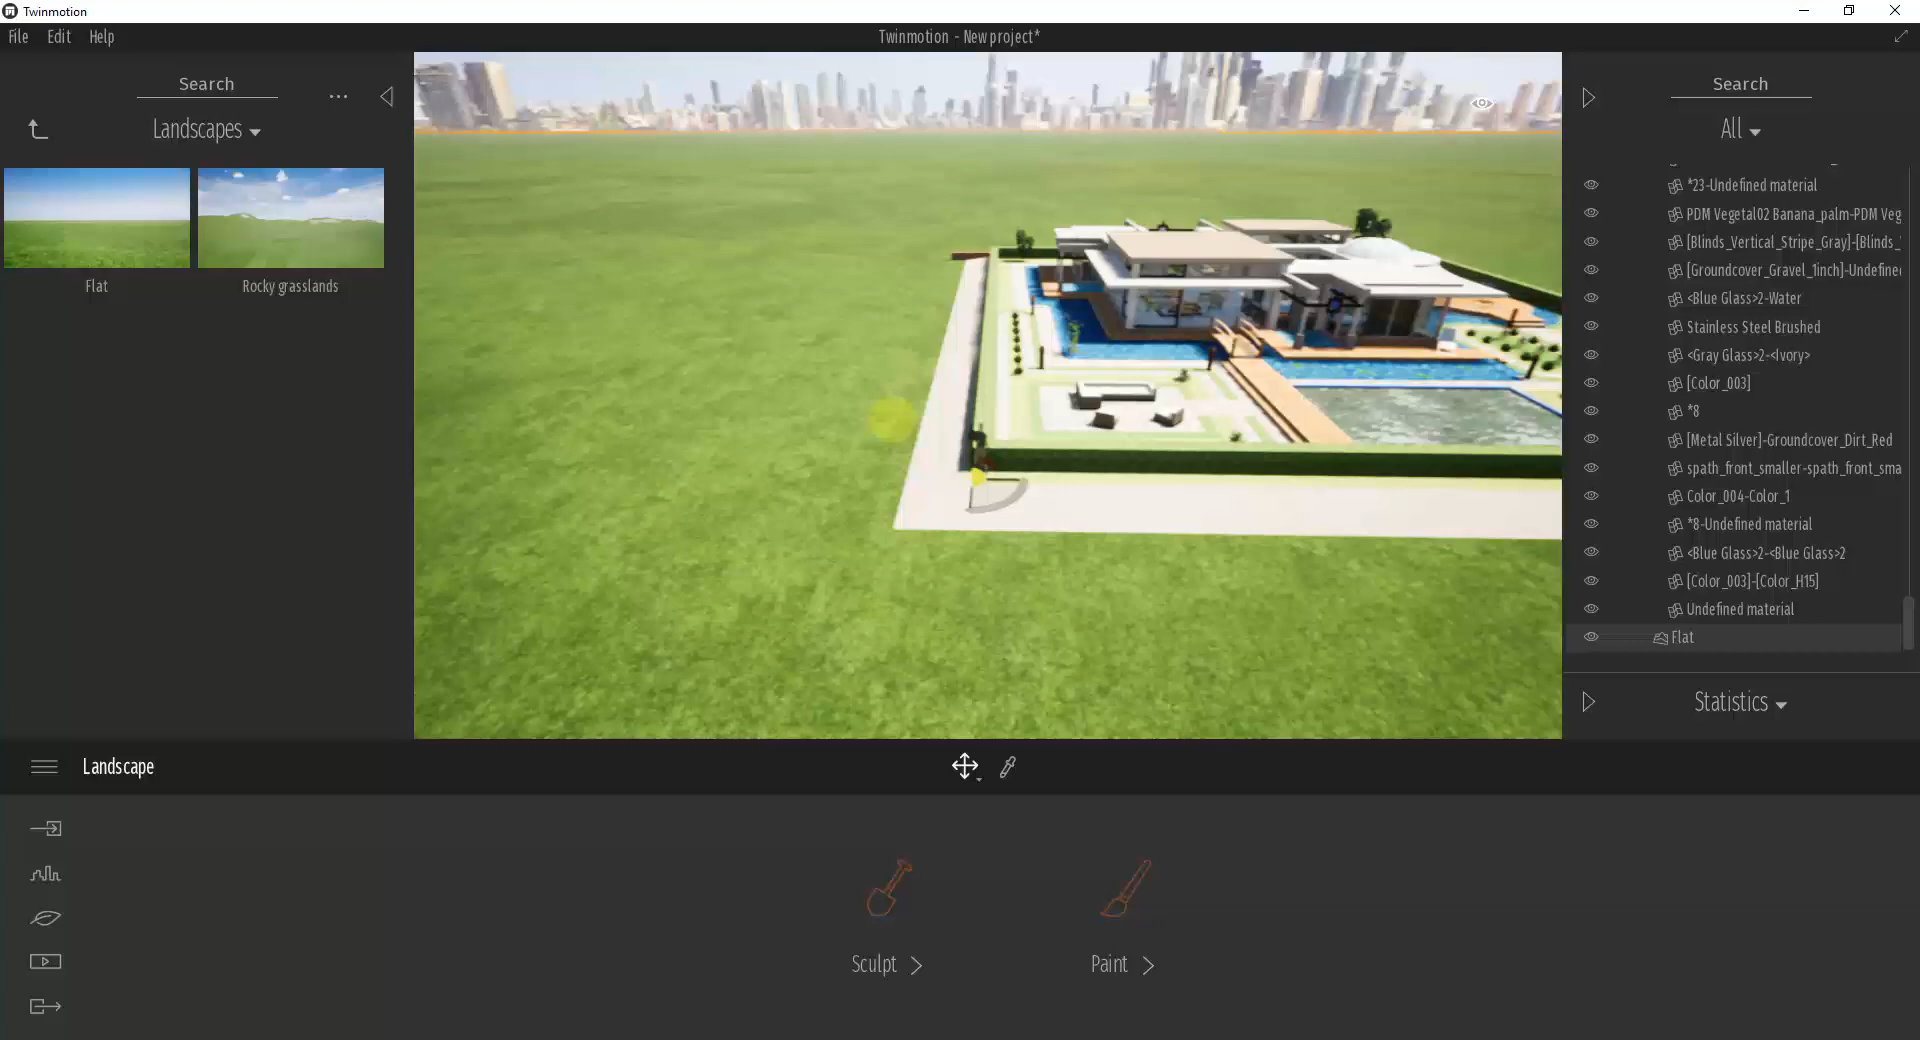 Twinmotion
File Edit Help
Twinmotion - New project*
Search
Landscapes
Flat
Rocky grasslands
Search
All
*23-Undefined material
PDM Vegetal02 Banana_palm-PDM Veg
[Blinds_Vertical_Stripe_Gray]-[Blinds_
[Groundcover_Gravel_1inch]-Undefined
<Blue Glass>2-Water
Stainless Steel Brushed
<Gray Glass>2-<Ivory>
[Color_003]
*8
[Metal Silver]-Groundcover_Dirt_Red
spath_front_smaller-spath_front_sma
Color_004-Color_1
*8-Undefined material
<Blue Glass>2-<Blue Glass>2
[Color_003]-[Color_H15]
Undefined material
Flat
Statistics
Landscape
Sculpt
Paint